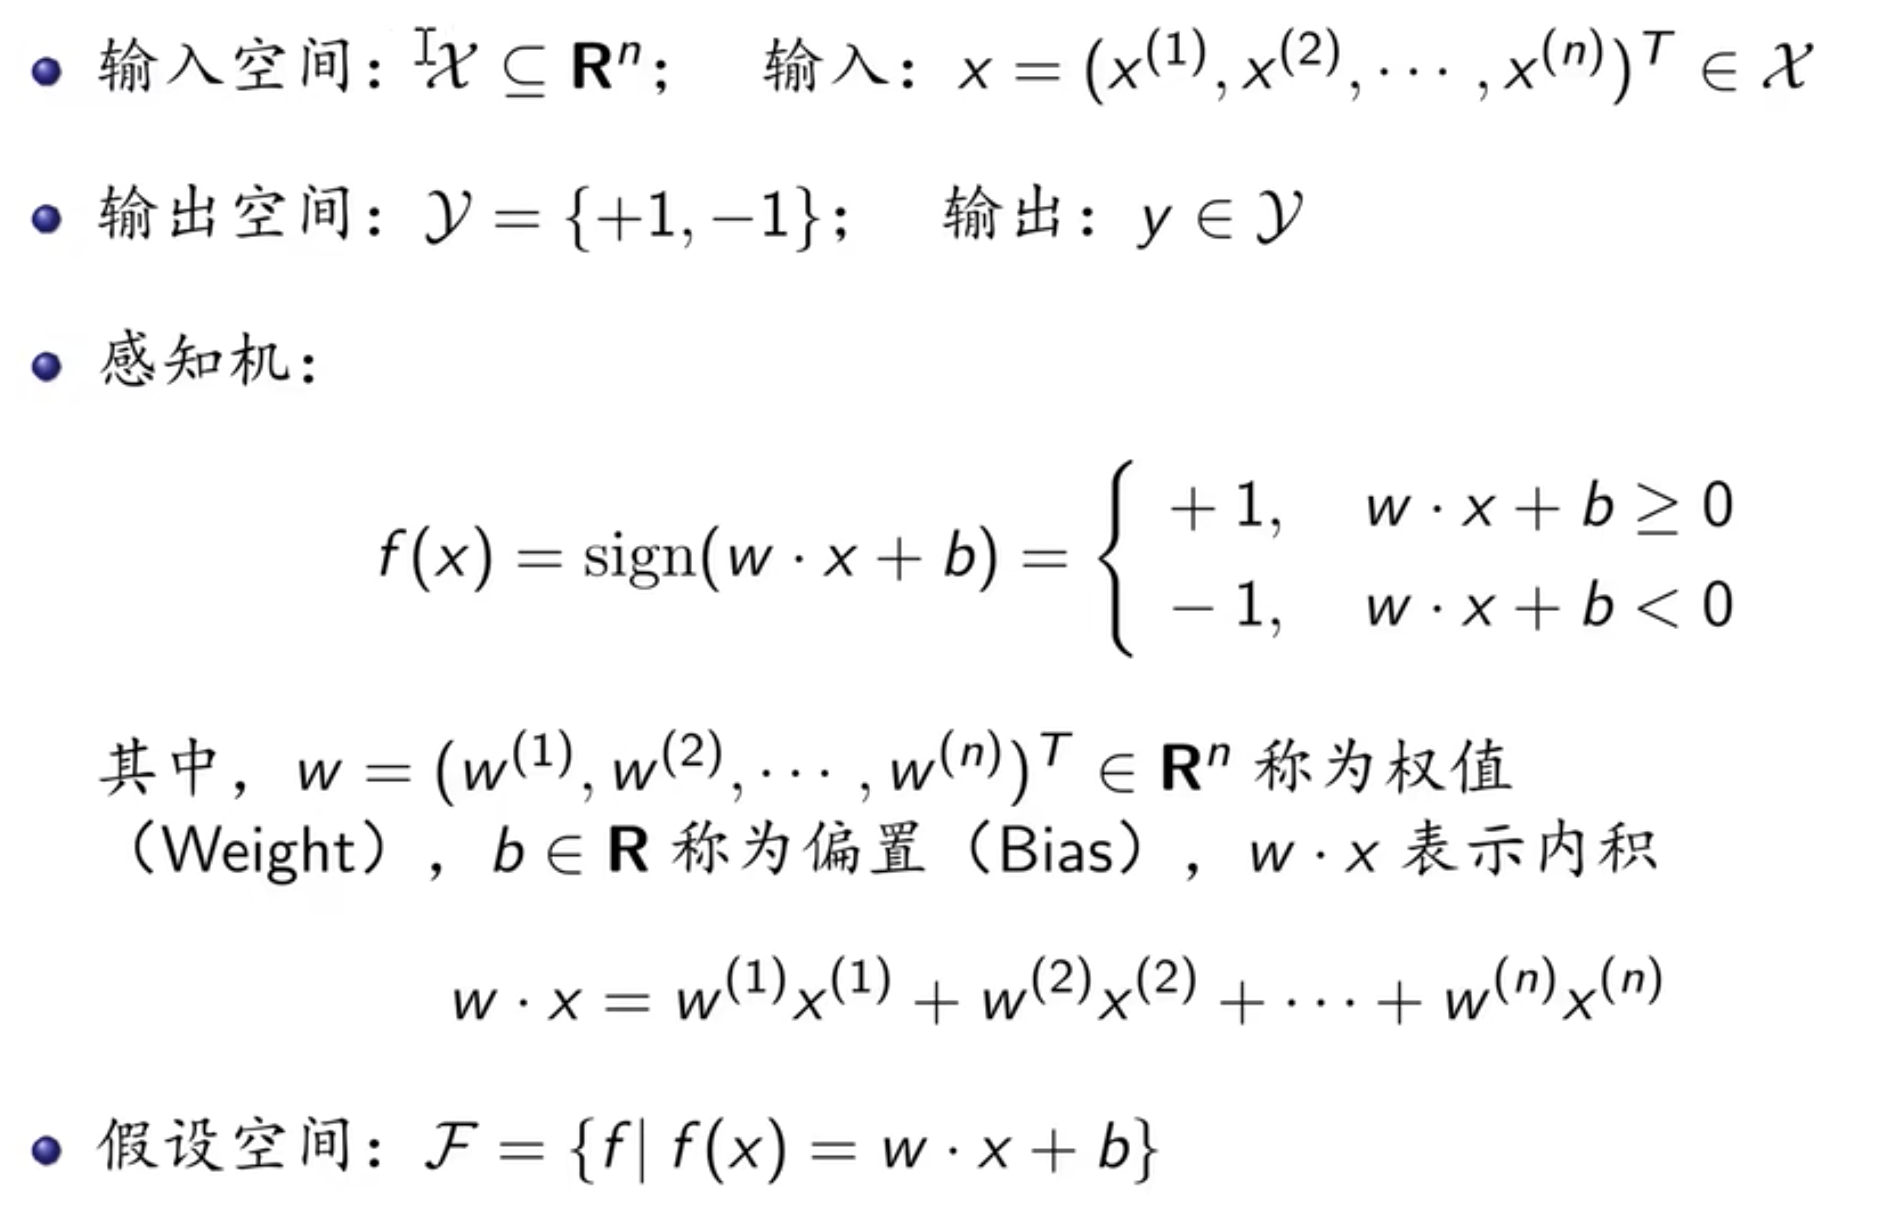 • 输入空间：𝒳 ⊆ Rⁿ； 输入：x = (x⁽¹⁾, x⁽²⁾, ⋯ , x⁽ⁿ⁾)ᵀ ∈ 𝒳
• 输出空间：𝒴 = {+1, −1}； 输出：y ∈ 𝒴
• 感知机：
f(x) = sign(w · x + b) = { +1, w · x + b ≥ 0
− 1, w · x + b < 0
其中，w = (w⁽¹⁾, w⁽²⁾, ⋯ , w⁽ⁿ⁾)ᵀ ∈ Rⁿ 称为权值
（Weight），b ∈ R 称为偏置（Bias），w · x 表示内积
w · x = w⁽¹⁾x⁽¹⁾ + w⁽²⁾x⁽²⁾ + ⋯ + w⁽ⁿ⁾x⁽ⁿ⁾
• 假设空间：ℱ = {f| f(x) = w · x + b}